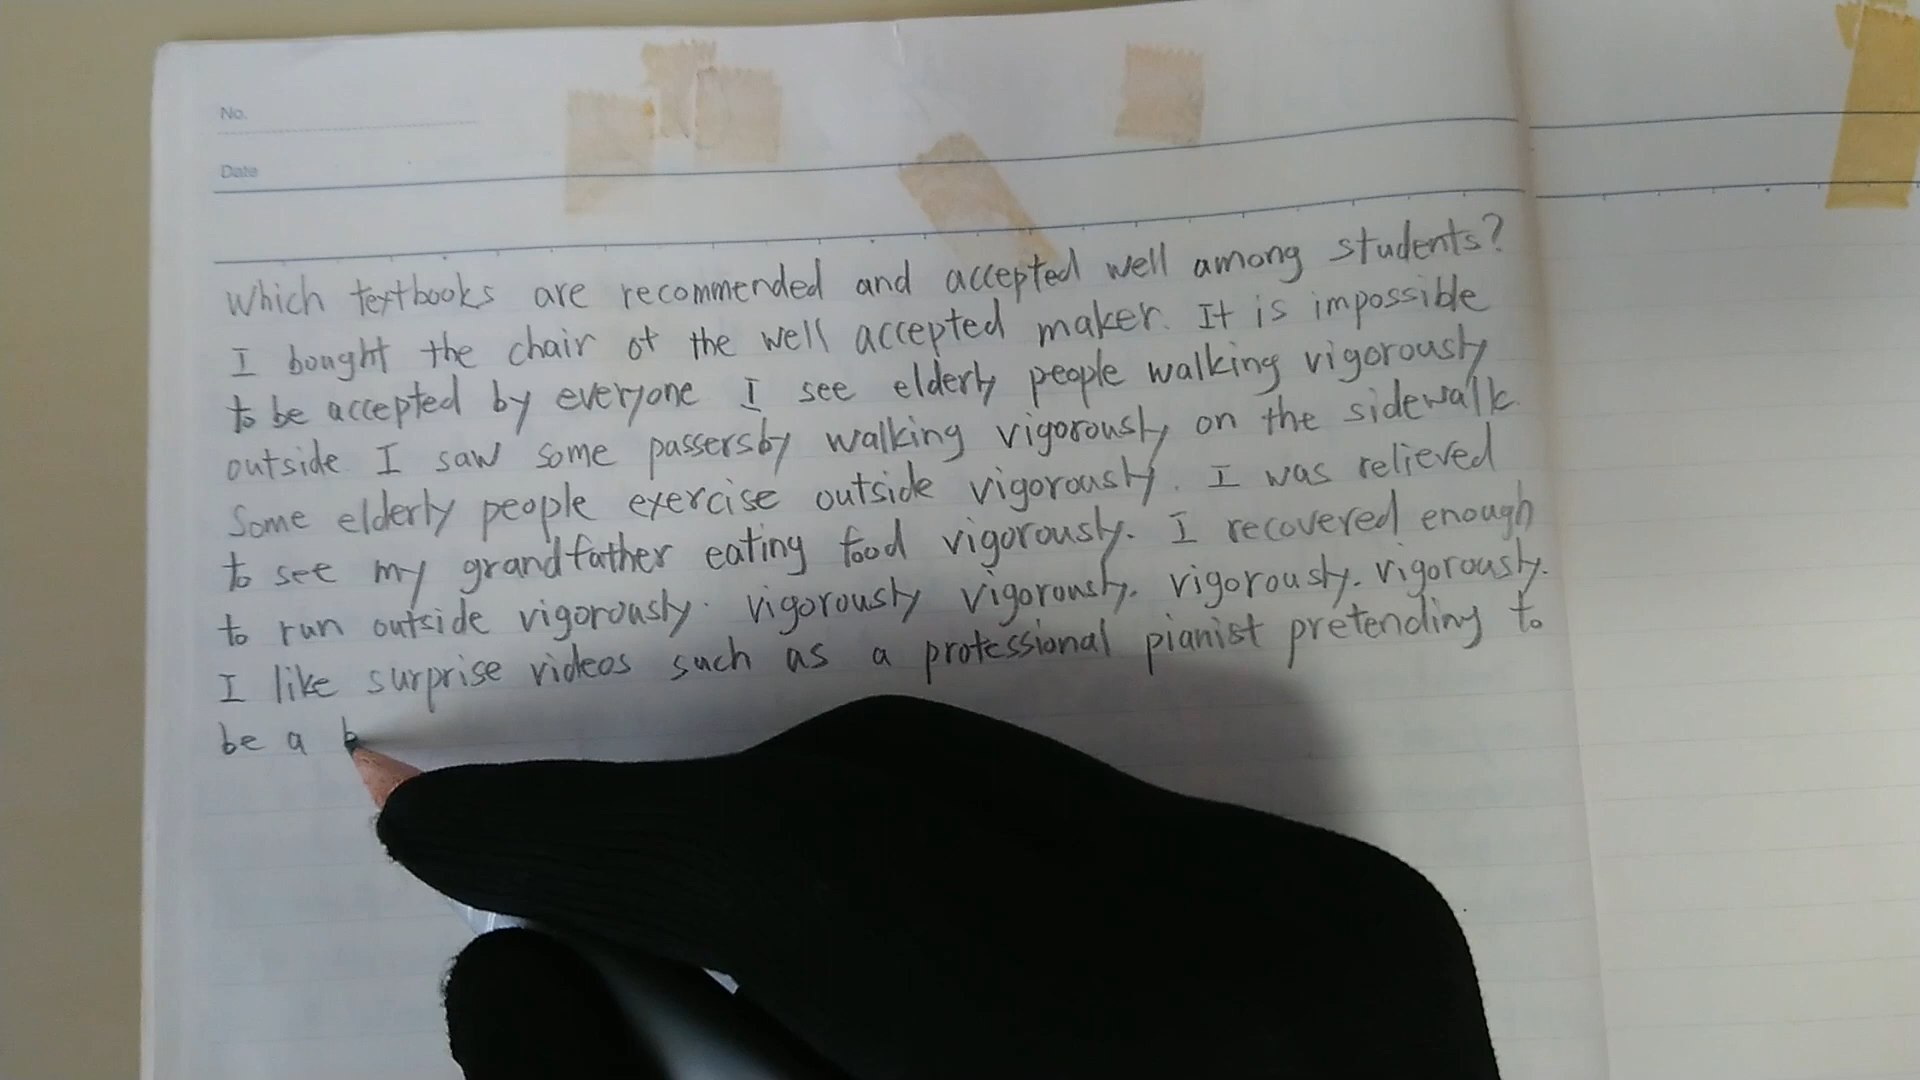 No.
Date
Which textbooks are recommended and accepted well among students?
I bought the chair of the well accepted maker. It is impossible
to be accepted by everyone I see elderly people walking vigorously
outside I saw some passersby walking vigorously on the sidewalk.
Some elderly people exercise outside vigorously. I was relieved
to see my grandfather eating food vigorously. I recovered enough
to run outside vigorously. vigorously vigorously. vigorously. vigorously.
I like surprise videos such as a professional pianist pretending to
be a b